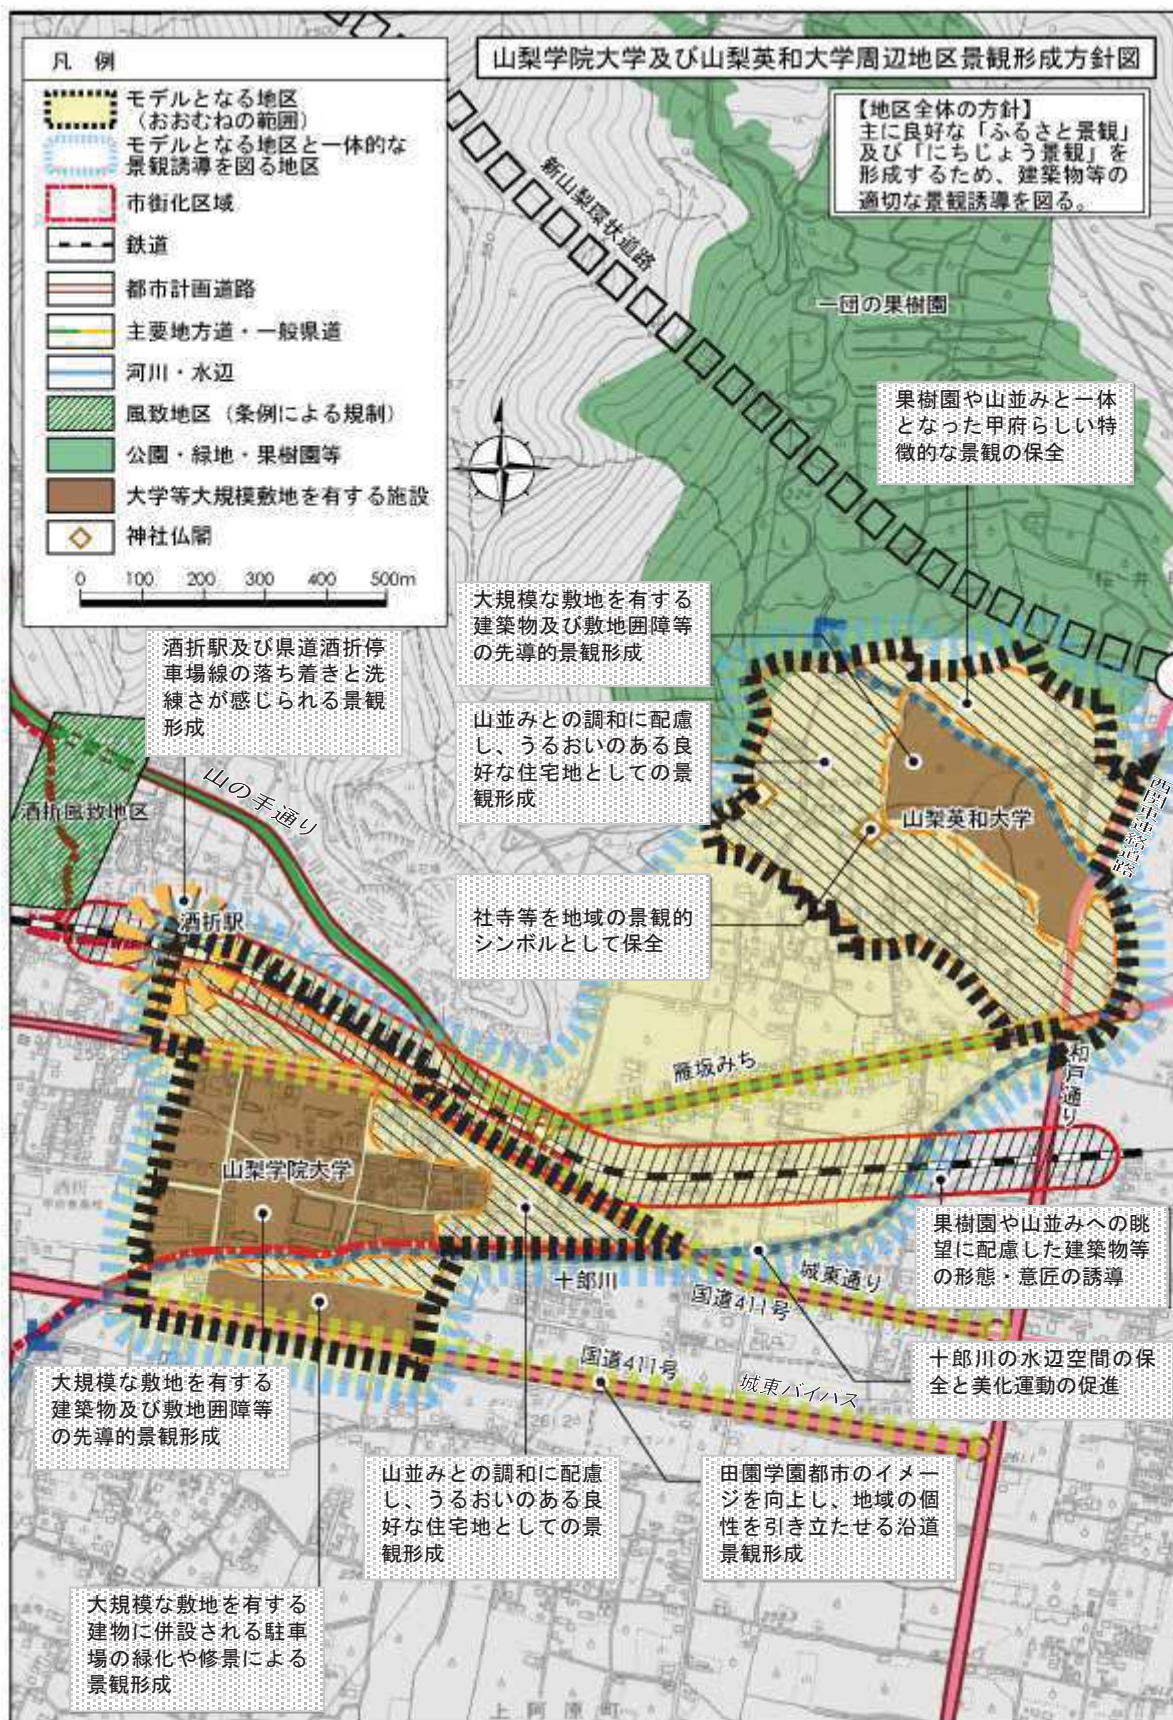 山梨学院大学及び山梨英和大学周辺地区景観形成方針図
凡 例
モデルとなる地区
(おおむねの範囲)
モデルとなる地区と一体的な
景観誘導を図る地区
市街化区域
鉄道
都市計画道路
主要地方道・一般県道
河川・水辺
風致地区(条例による規制)
公園・緑地・果樹園等
大学等大規模敷地を有する施設
神社仏閣
0 100 200 300 400 500m
【地区全体の方針】
主に良好な「ふるさと景観」
及び「にちじょう景観」を
形成するため、建築物等の
適切な景観誘導を図る。
新山梨環状道路
一団の果樹園
果樹園や山並みと一体
となった甲府らしい特
徴的な景観の保全
桜井
大規模な敷地を有する
建築物及び敷地囲障等
の先導的景観形成
酒折駅及び県道酒折停
車場線の落ち着きと洗
練さが感じられる景観
形成
山並みとの調和に配慮
し、うるおいのある良
好な住宅地としての景
観形成
山の手通り
酒折風致地区
山梨英和大学
西関東連絡道路
社寺等を地域の景観的
シンボルとして保全
酒折駅
雁坂みち
和戸通り
山梨学院大学
酒折
果樹園や山並みへの眺
望に配慮した建築物等
の形態・意匠の誘導
十郎川
城東通り
国道411号
十郎川の水辺空間の保
全と美化運動の促進
国道411号
城東バイパス
大規模な敷地を有する
建築物及び敷地囲障等
の先導的景観形成
山並みとの調和に配慮
し、うるおいのある良
好な住宅地としての景
観形成
田園学園都市のイメー
ジを向上し、地域の個
性を引き立たせる沿道
景観形成
大規模な敷地を有する
建物に併設される駐車
場の緑化や修景による
景観形成
上阿原町